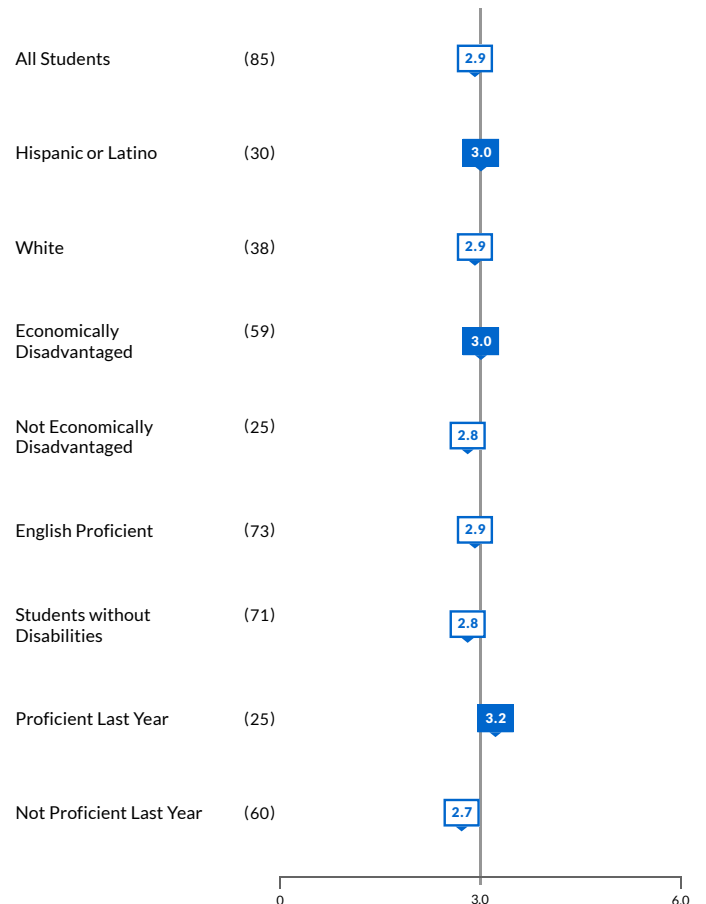 All Students (85) 2.9
Hispanic or Latino (30) 3.0
White (38) 2.9
Economically (59)
Disadvantaged 3.0
Not Economically (25)
Disadvantaged 2.8
English Proficient (73) 2.9
Students without (71)
Disabilities 2.8
Proficient Last Year (25) 3.2
Not Proficient Last Year (60) 2.7
0 3.0 6.0